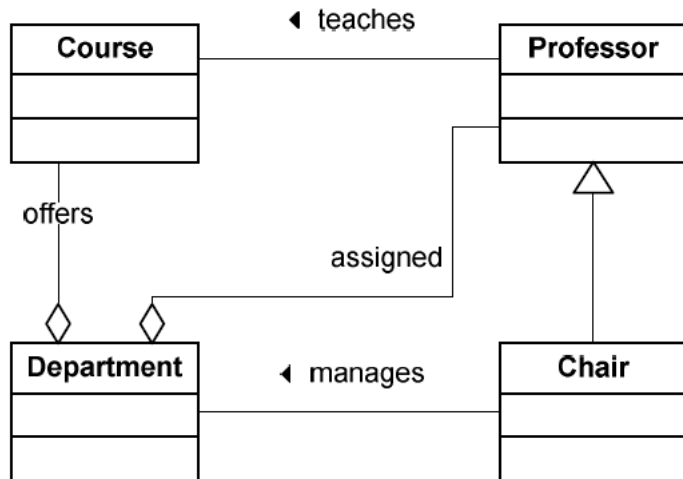 teaches
Course
Professor
offers
assigned
Department
manages
Chair